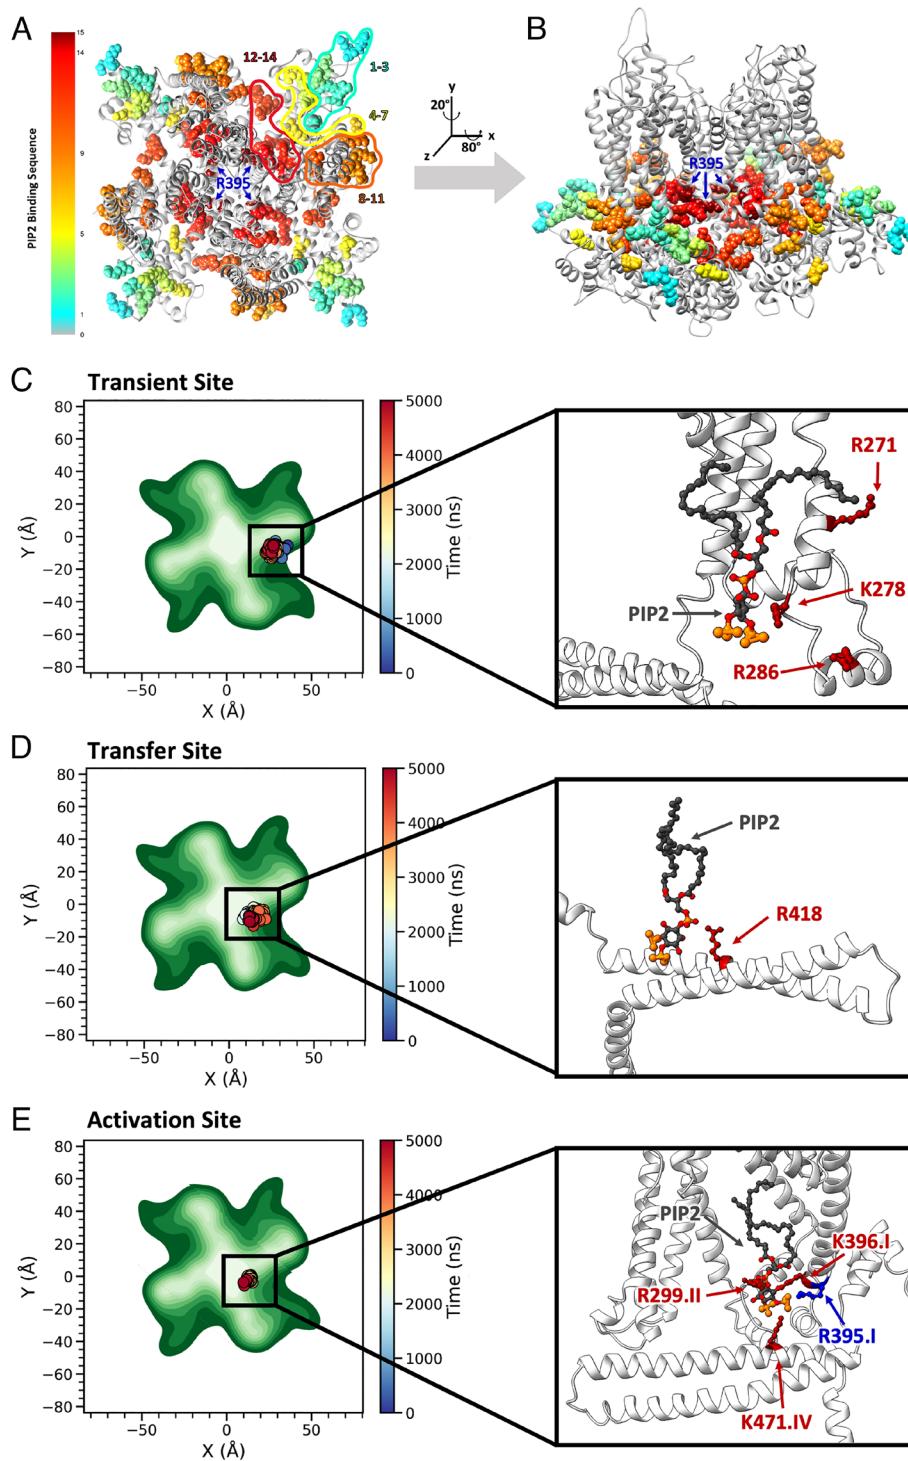 A
B
PIP2 Binding Sequence
15
14
9
5
1
0
12-14
1-3
4-7
8-11
R395
y
20°
x
z
80°
R395
C
Transient Site
Y (Å)
80
60
40
20
0
−20
−40
−60
−80
−50
0
50
X (Å)
5000
4000
3000
2000
1000
0
Time (ns)
R271
K278
PIP2
R286
D
Transfer Site
Y (Å)
80
60
40
20
0
−20
−40
−60
−80
−50
0
50
X (Å)
5000
4000
3000
2000
1000
0
Time (ns)
PIP2
R418
E
Activation Site
Y (Å)
80
60
40
20
0
−20
−40
−60
−80
−50
0
50
X (Å)
5000
4000
3000
2000
1000
0
Time (ns)
PIP2
K396.I
R299.II
R395.I
K471.IV